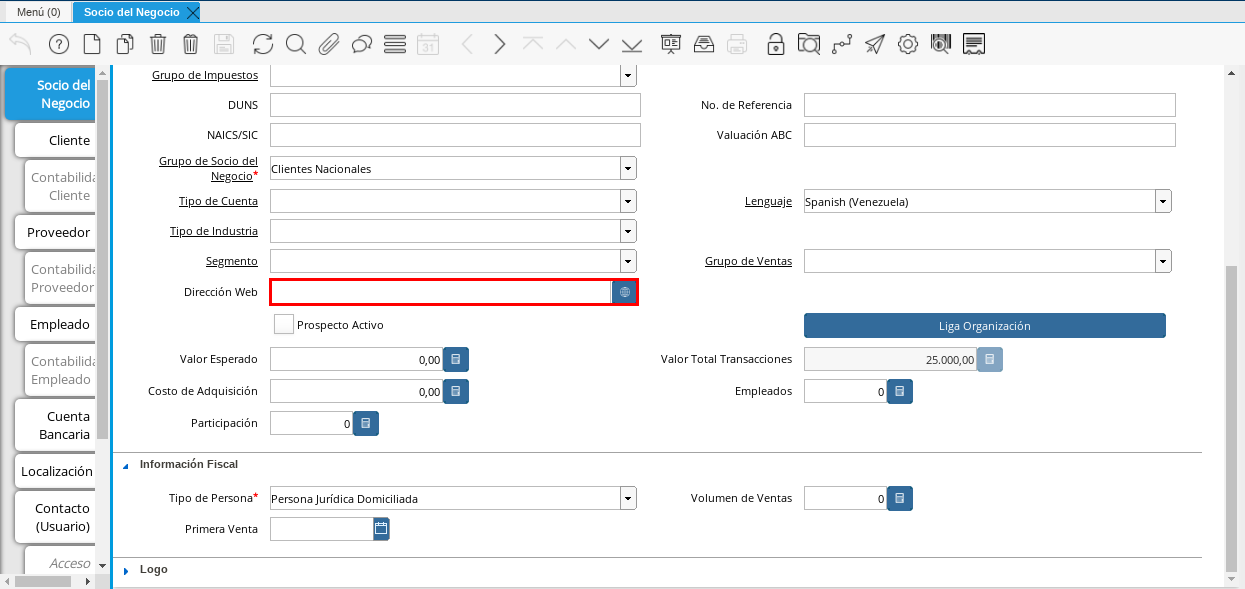 Menú (0)
Socio del Negocio
31
Socio del
Negocio
Cliente
Contabilida
Cliente
Proveedor
Contabilida
Proveedor
Empleado
Contabilida
Empleado
Cuenta
Bancaria
Localización
Contacto
(Usuario)
Acceso
Grupo de Impuestos
DUNS
No. de Referencia
NAICS/SIC
Valuación ABC
Grupo de Socio del
Negocio* Clientes Nacionales
Tipo de Cuenta
Lenguaje Spanish (Venezuela)
Tipo de Industria
Segmento
Grupo de Ventas
Dirección Web
Prospecto Activo
Liga Organización
Valor Esperado 0,00
Valor Total Transacciones 25.000,00
Costo de Adquisición 0,00
Empleados 0
Participación 0
Información Fiscal
Tipo de Persona* Persona Jurídica Domiciliada
Volumen de Ventas 0
Primera Venta
Logo